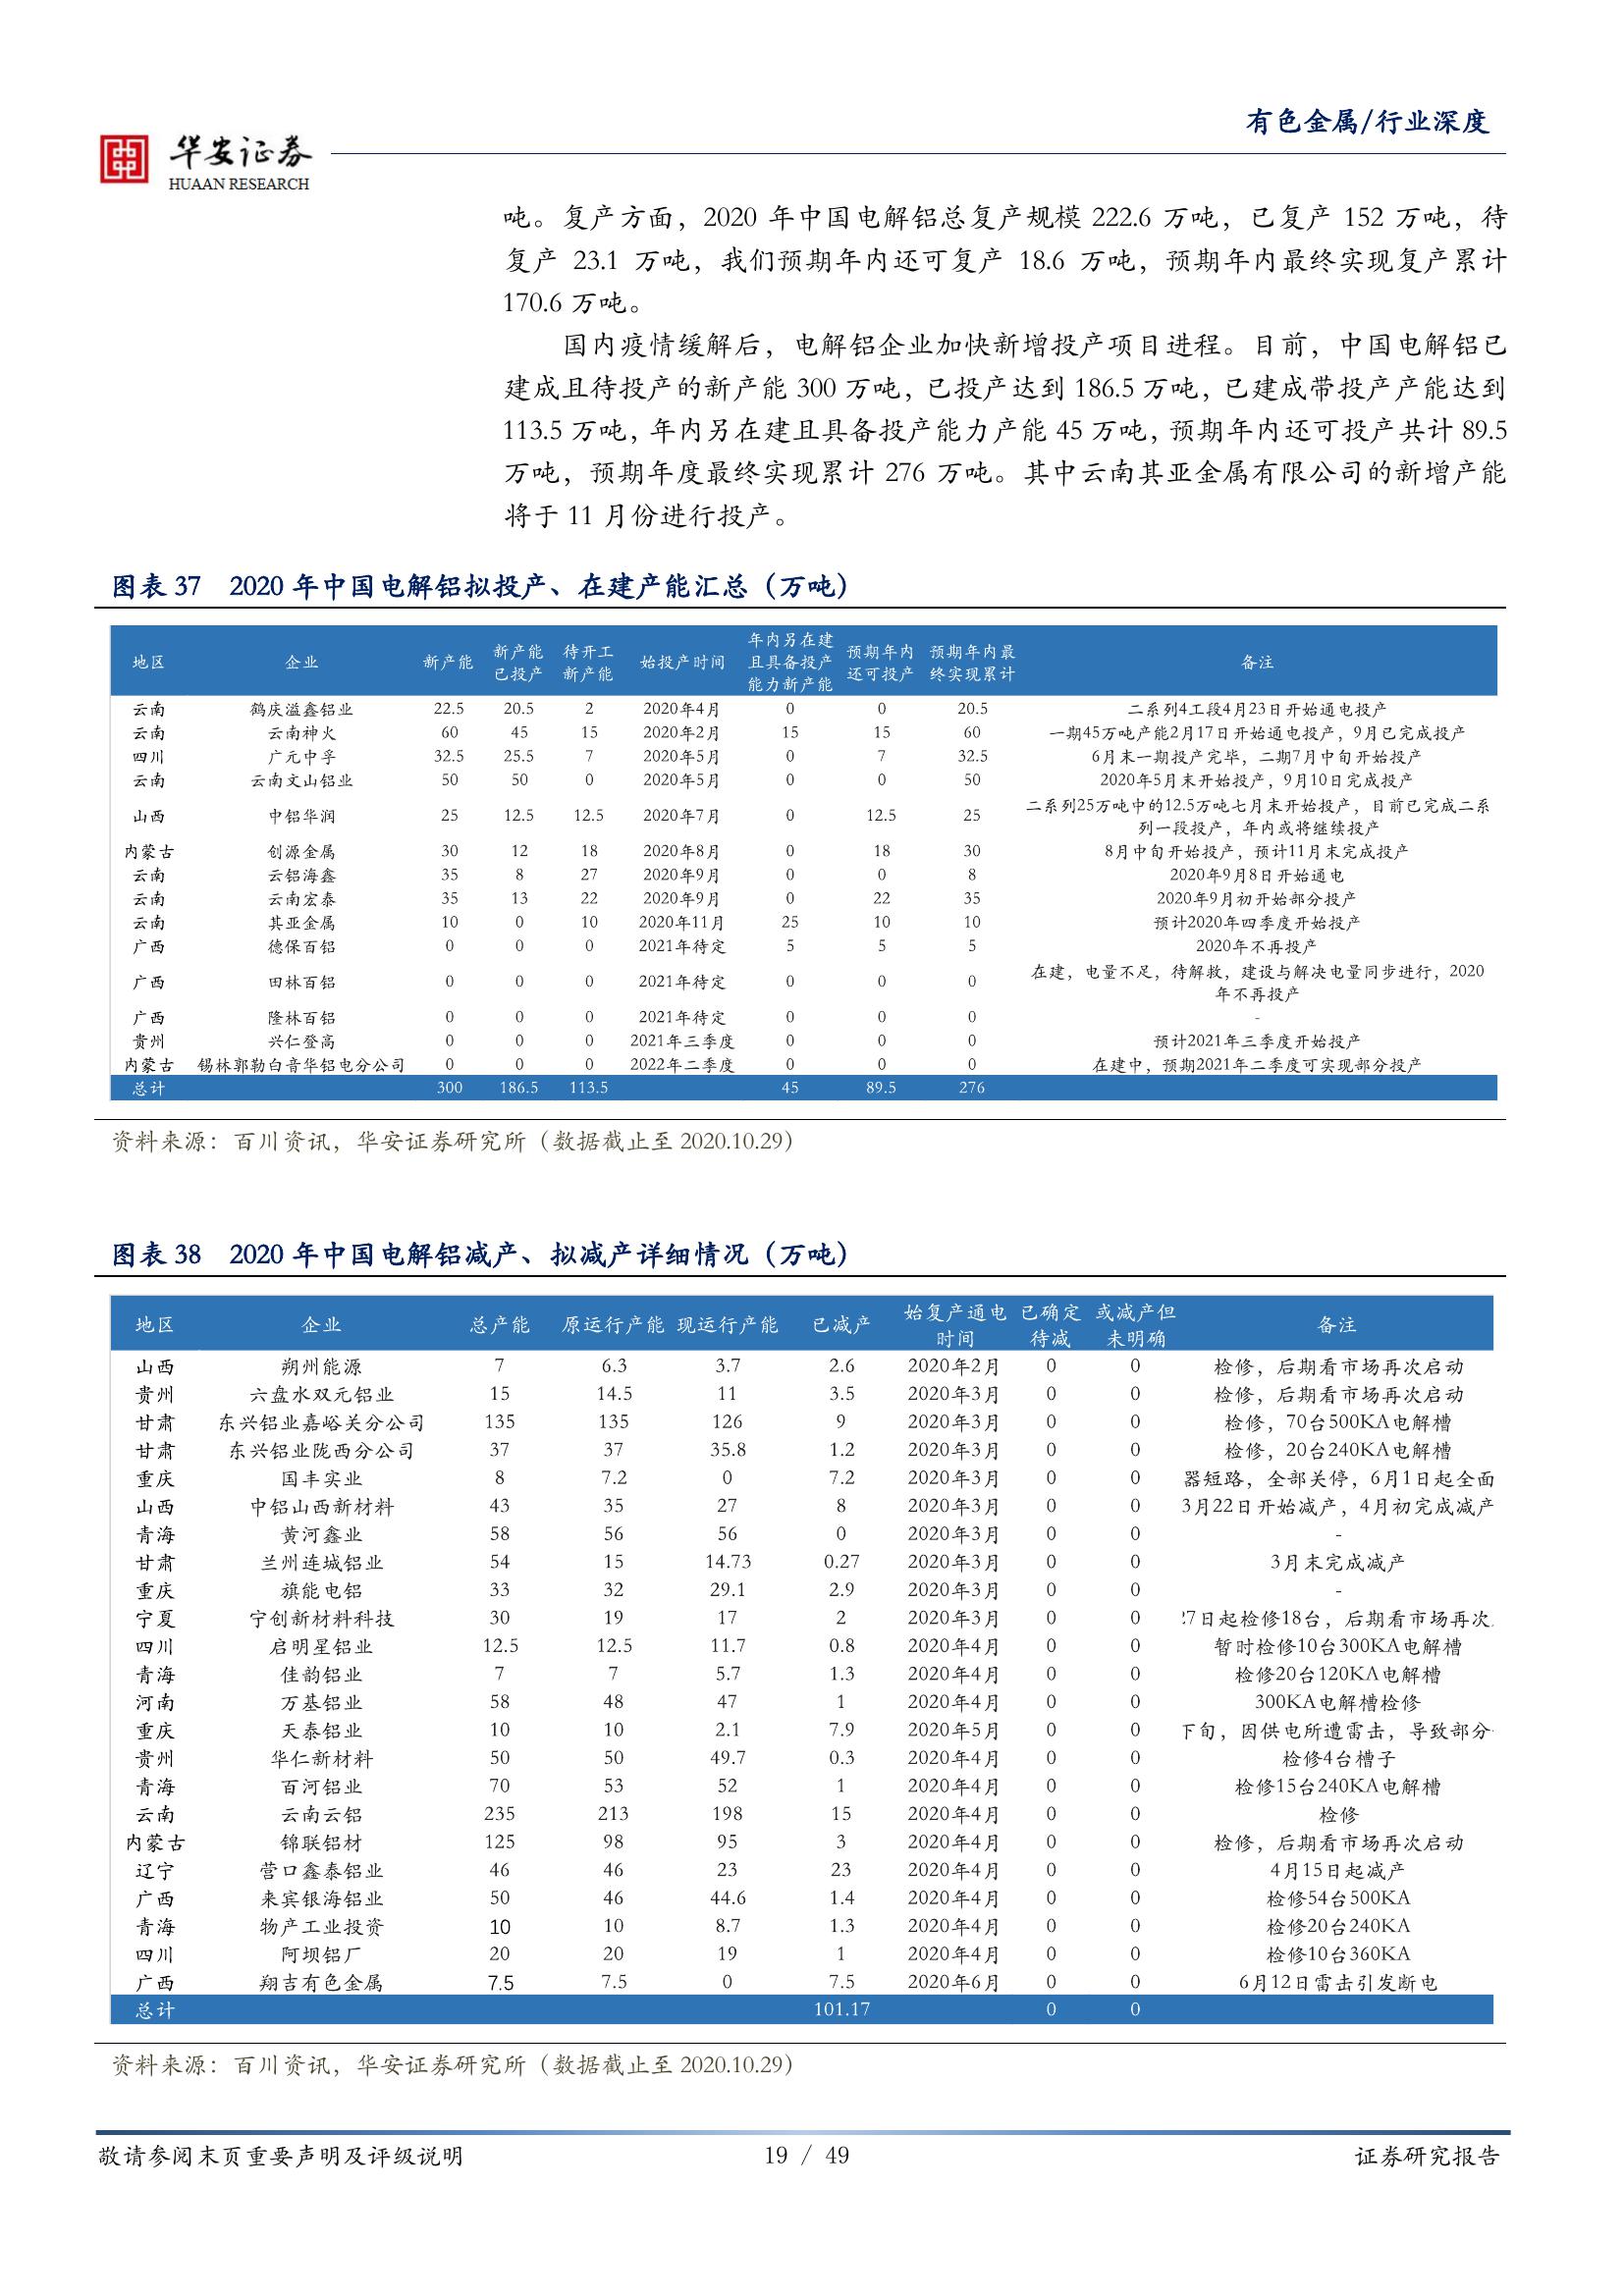 有色金属/行业深度
华安证券
HUAAN RESEARCH
吨。复产方面，2020 年中国电解铝总复产规模 222.6 万吨，已复产 152 万吨，待
复产 23.1 万吨，我们预期年内还可复产 18.6 万吨，预期年内最终实现复产累计
170.6 万吨。
国内疫情缓解后，电解铝企业加快新增投产项目进程。目前，中国电解铝已
建成且待投产的新产能 300 万吨，已投产达到 186.5 万吨，已建成带投产产能达到
113.5 万吨，年内另在建且具备投产能力产能 45 万吨，预期年内还可投产共计 89.5
万吨，预期年度最终实现累计 276 万吨。其中云南其亚金属有限公司的新增产能
将于 11 月份进行投产。
图表 37 2020 年中国电解铝拟投产、在建产能汇总（万吨）
地区 企业 新产能 新产能已投产 待开工新产能 始投产时间 年内另在建且具备投产能力新产能 预期年内还可投产 预期年内最终实现累计 备注
云南 鹤庆溢鑫铝业 22.5 20.5 2 2020年4月 0 0 20.5 二系列4工段4月23日开始通电投产
云南 云南神火 60 45 15 2020年2月 15 15 60 一期45万吨产能2月17日开始通电投产，9月已完成投产
四川 广元中孚 32.5 25.5 7 2020年5月 0 7 32.5 6月末一期投产完毕，二期7月中旬开始投产
云南 云南文山铝业 50 50 0 2020年5月 0 0 50 2020年5月末开始投产，9月10日完成投产
山西 中铝华润 25 12.5 12.5 2020年7月 0 12.5 25 二系列25万吨中的12.5万吨七月末开始投产，目前已完成二系列一段投产，年内或将继续投产
内蒙古 创源金属 30 12 18 2020年8月 0 18 30 8月中旬开始投产，预计11月末完成投产
云南 云铝海鑫 35 8 27 2020年9月 0 0 8 2020年9月8日开始通电
云南 云南宏泰 35 13 22 2020年9月 0 22 35 2020年9月初开始部分投产
云南 其亚金属 10 0 10 2020年11月 25 10 10 预计2020年四季度开始投产
广西 德保百铝 0 0 0 2021年待定 5 5 5 2020年不再投产
广西 田林百铝 0 0 0 2021年待定 0 0 0 在建，电量不足，待解救，建设与解决电量同步进行，2020年不再投产
广西 隆林百铝 0 0 0 2021年待定 0 0 0 -
贵州 兴仁登高 0 0 0 2021年三季度 0 0 0 预计2021年三季度开始投产
内蒙古 锡林郭勒白音华铝电分公司 0 0 0 2022年二季度 0 0 0 在建中，预期2021年二季度可实现部分投产
总计 300 186.5 113.5 45 89.5 276
资料来源：百川资讯，华安证券研究所（数据截止至 2020.10.29）
图表 38 2020 年中国电解铝减产、拟减产详细情况（万吨）
地区 企业 总产能 原运行产能 现运行产能 已减产 始复产通电时间 已确定待减 或减产但未明确 备注
山西 朔州能源 7 6.3 3.7 2.6 2020年2月 0 0 检修，后期看市场再次启动
贵州 六盘水双元铝业 15 14.5 11 3.5 2020年3月 0 0 检修，后期看市场再次启动
甘肃 东兴铝业嘉峪关分公司 135 135 126 9 2020年3月 0 0 检修，70台500KA电解槽
甘肃 东兴铝业陇西分公司 37 37 35.8 1.2 2020年3月 0 0 检修，20台240KA电解槽
重庆 国丰实业 8 7.2 0 7.2 2020年3月 0 0 器短路，全部关停，6月1日起全面
山西 中铝山西新材料 43 35 27 8 2020年3月 0 0 3月22日开始减产，4月初完成减产
青海 黄河鑫业 58 56 56 0 2020年3月 0 0 -
甘肃 兰州连城铝业 54 15 14.73 0.27 2020年3月 0 0 3月末完成减产
重庆 旗能电铝 33 32 29.1 2.9 2020年3月 0 0 -
宁夏 宁创新材料科技 30 19 17 2 2020年3月 0 0 7日起检修18台，后期看市场再次
四川 启明星铝业 12.5 12.5 11.7 0.8 2020年4月 0 0 暂时检修10台300KA电解槽
青海 佳韵铝业 7 7 5.7 1.3 2020年4月 0 0 检修20台120KA电解槽
河南 万基铝业 58 48 47 1 2020年4月 0 0 300KA电解槽检修
重庆 天泰铝业 10 10 2.1 7.9 2020年5月 0 0 下旬，因供电所遭雷击，导致部分
贵州 华仁新材料 50 50 49.7 0.3 2020年4月 0 0 检修4台槽子
青海 百河铝业 70 53 52 1 2020年4月 0 0 检修15台240KA电解槽
云南 云南云铝 235 213 198 15 2020年4月 0 0 检修
内蒙古 锦联铝材 125 98 95 3 2020年4月 0 0 检修，后期看市场再次启动
辽宁 营口鑫泰铝业 46 46 23 23 2020年4月 0 0 4月15日起减产
广西 来宾银海铝业 50 46 44.6 1.4 2020年4月 0 0 检修54台500KA
青海 物产工业投资 10 10 8.7 1.3 2020年4月 0 0 检修20台240KA
四川 阿坝铝厂 20 20 19 1 2020年4月 0 0 检修10台360KA
广西 翔吉有色金属 7.5 7.5 0 7.5 2020年6月 0 0 6月12日雷击引发断电
总计 101.17 0 0
资料来源：百川资讯，华安证券研究所（数据截止至 2020.10.29）
敬请参阅末页重要声明及评级说明 19 / 49 证券研究报告